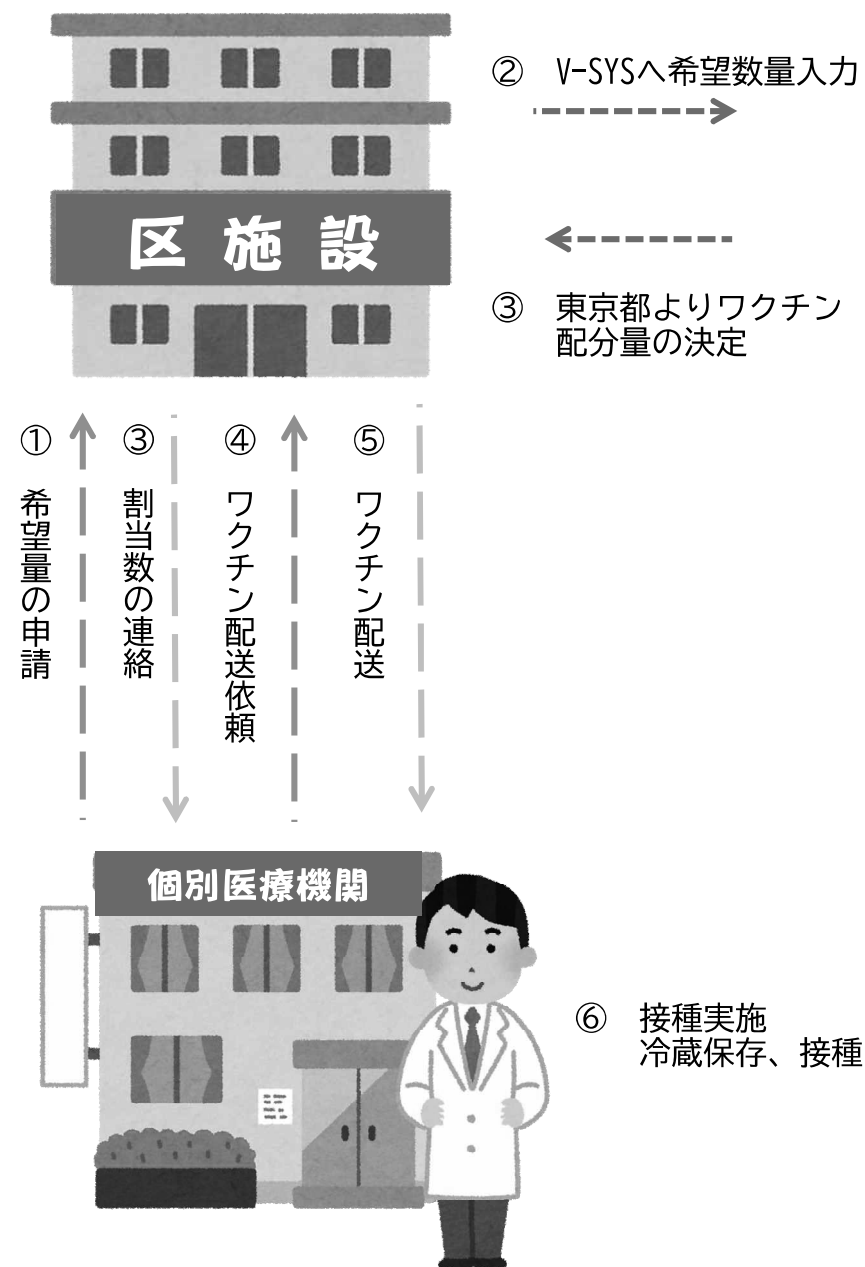 ② V-SYSへ希望数量入力
区施設
③ 東京都よりワクチン
配分量の決定
① 希望量の申請
③ 割当数の連絡
④ ワクチン配送依頼
⑤ ワクチン配送
個別医療機関
⑥ 接種実施
冷蔵保存、接種